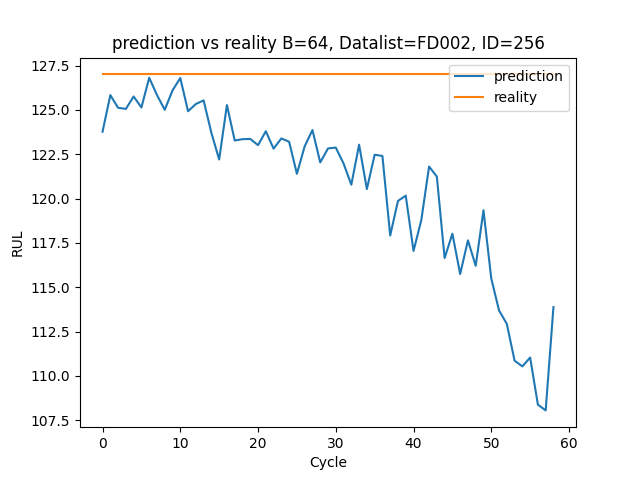 prediction vs reality B=64, Datalist=FD002, ID=256
127.5
125.0
122.5
120.0
117.5
115.0
112.5
110.0
107.5
RUL
prediction
reality
0 10 20 30 40 50 60
Cycle